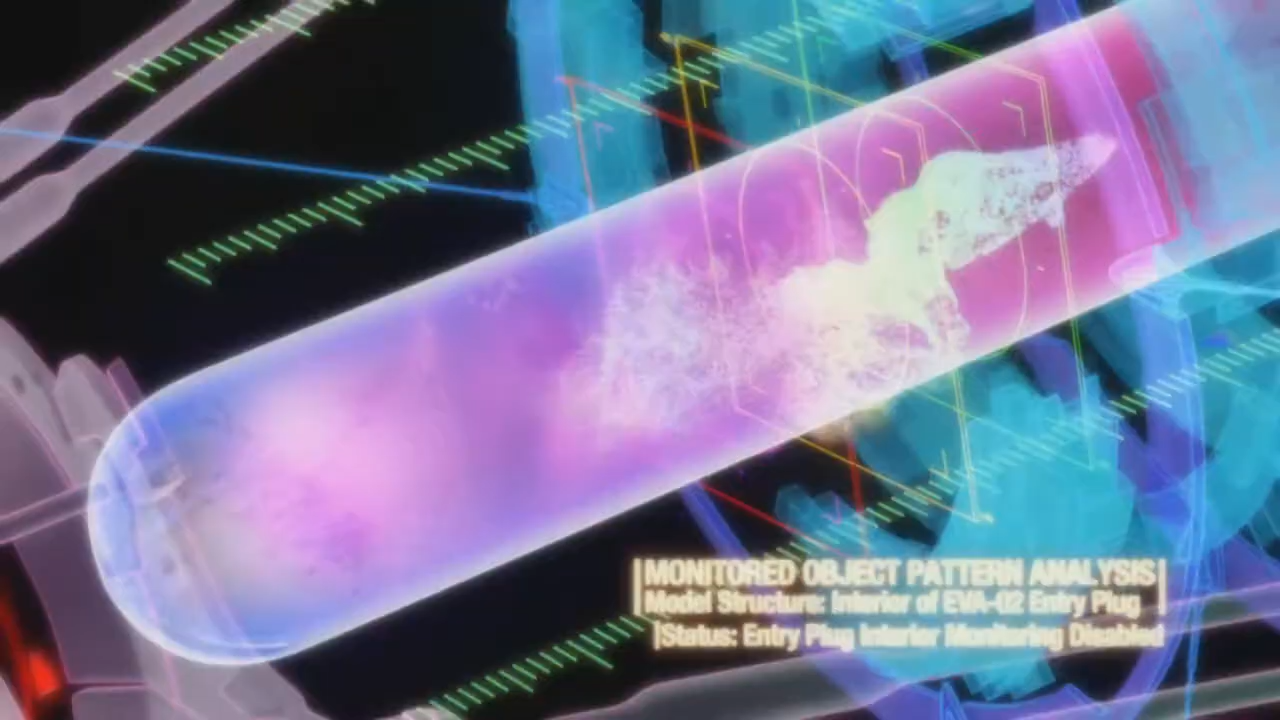 MONITORED OBJECT PATTERN ANALYSIS
Model Structure: Interior of EVA-02 Entry Plug
Status: Entry Plug Interior Monitoring Disabled